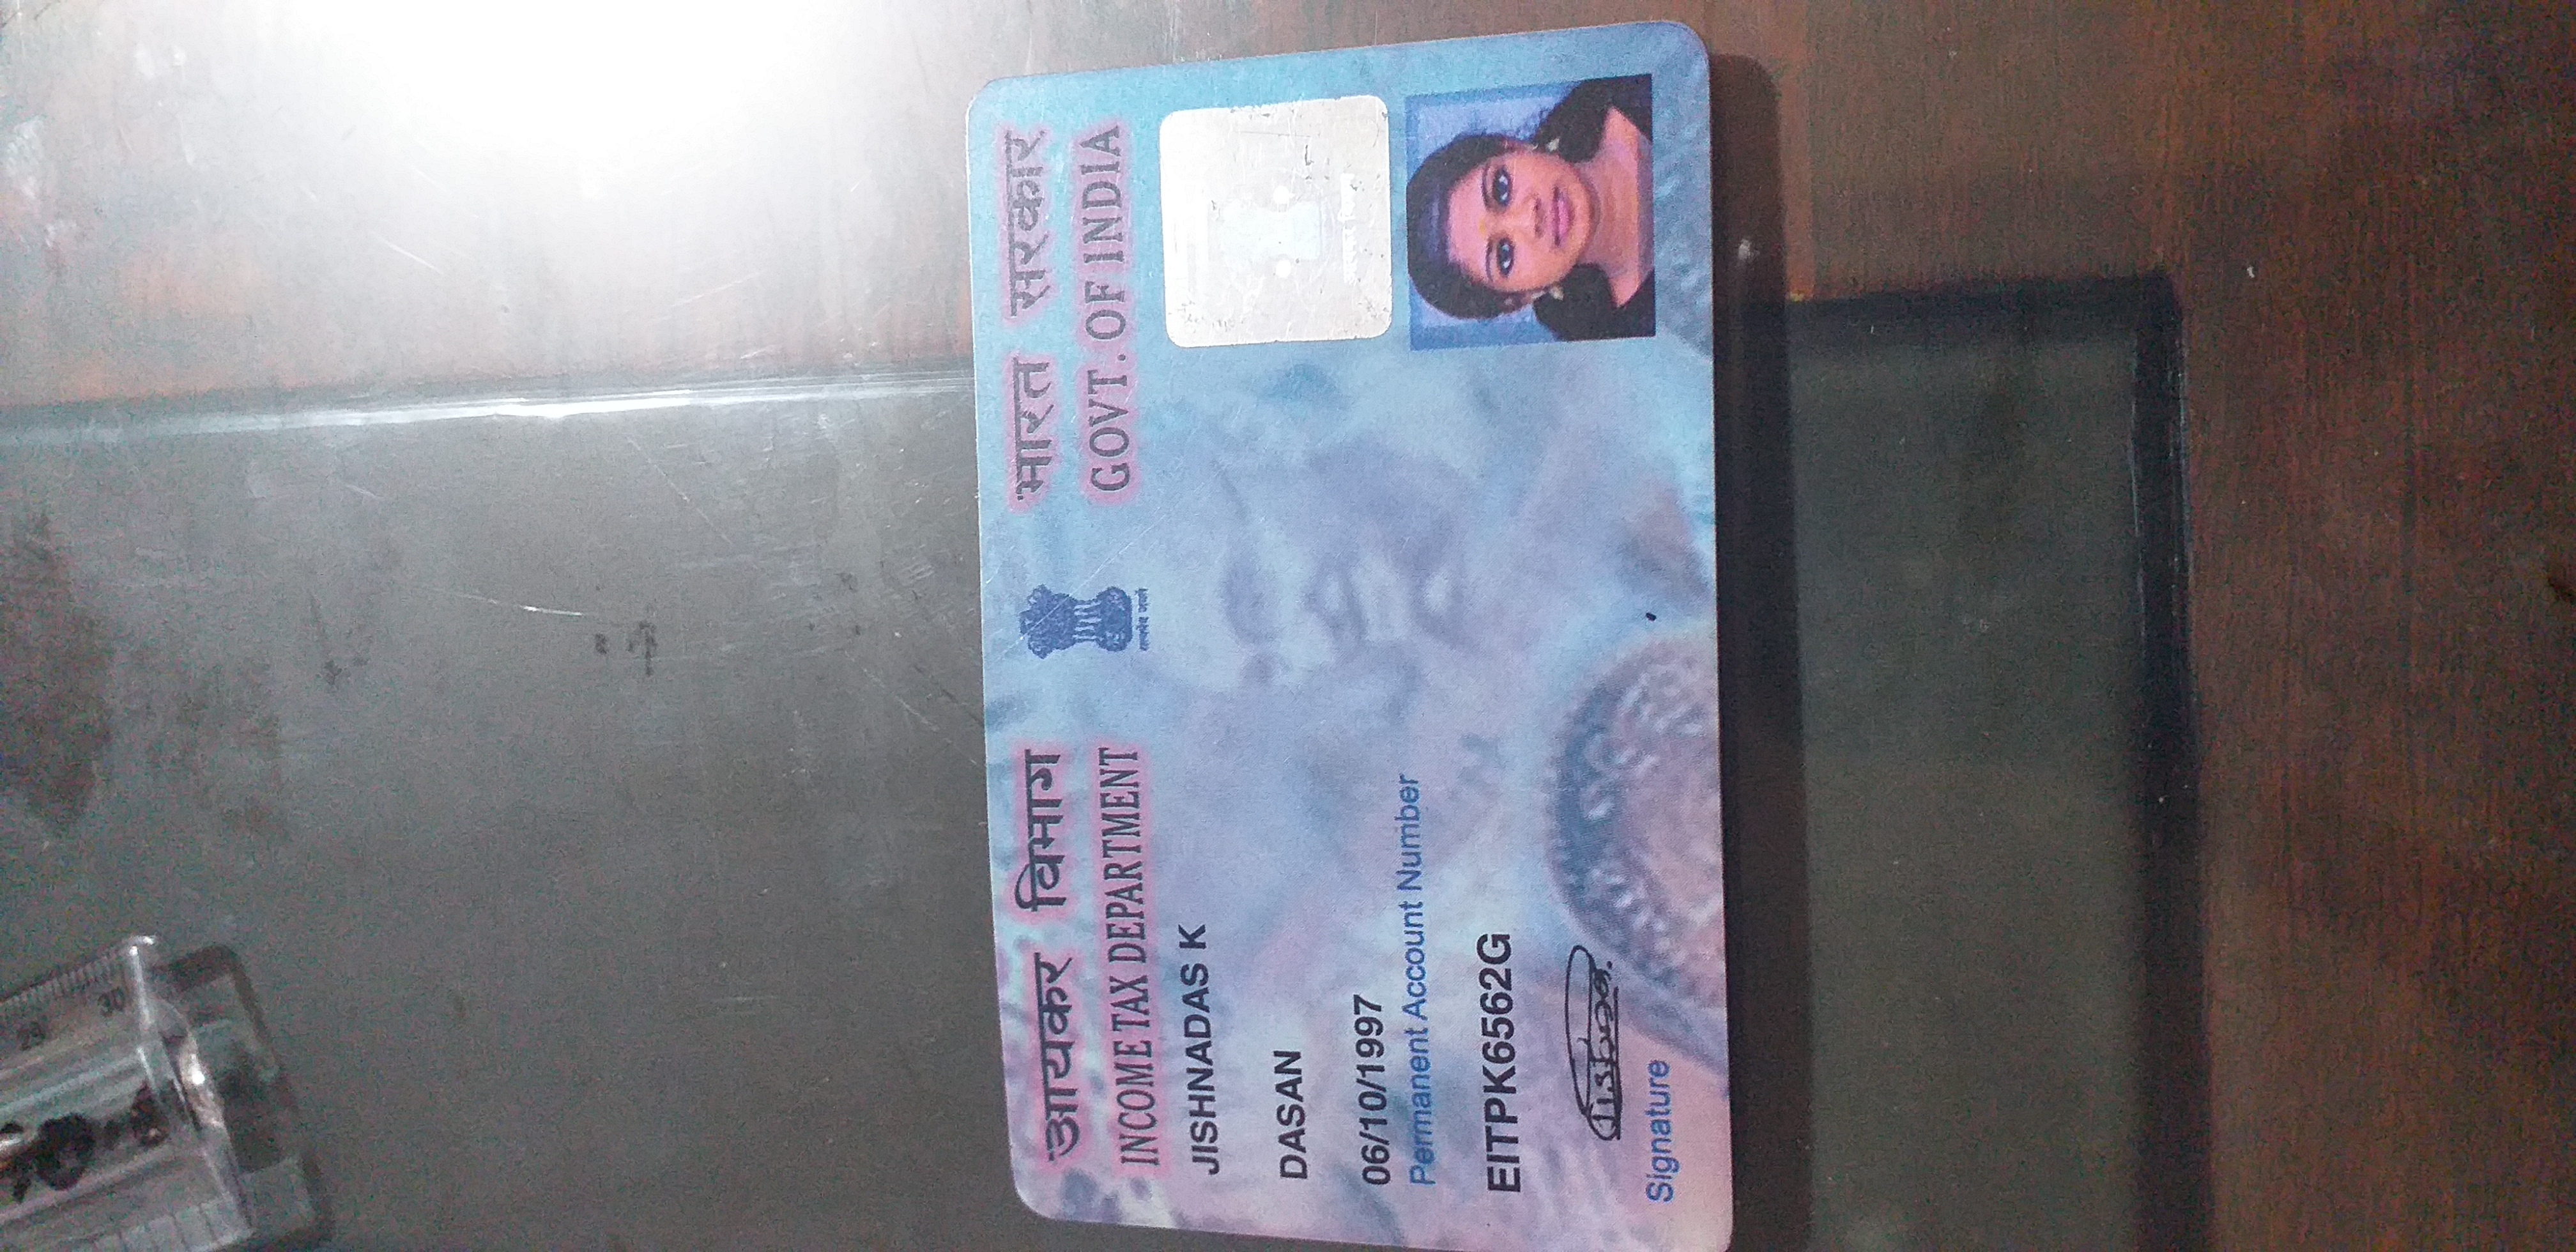 आयकर विभाग
INCOME TAX DEPARTMENT
भारत सरकार
GOVT. OF INDIA
सत्यमेव जयते
JISHNADAS K
DASAN
06/10/1997
Permanent Account Number
EITPK6562G
Signature
आयकर विभाग